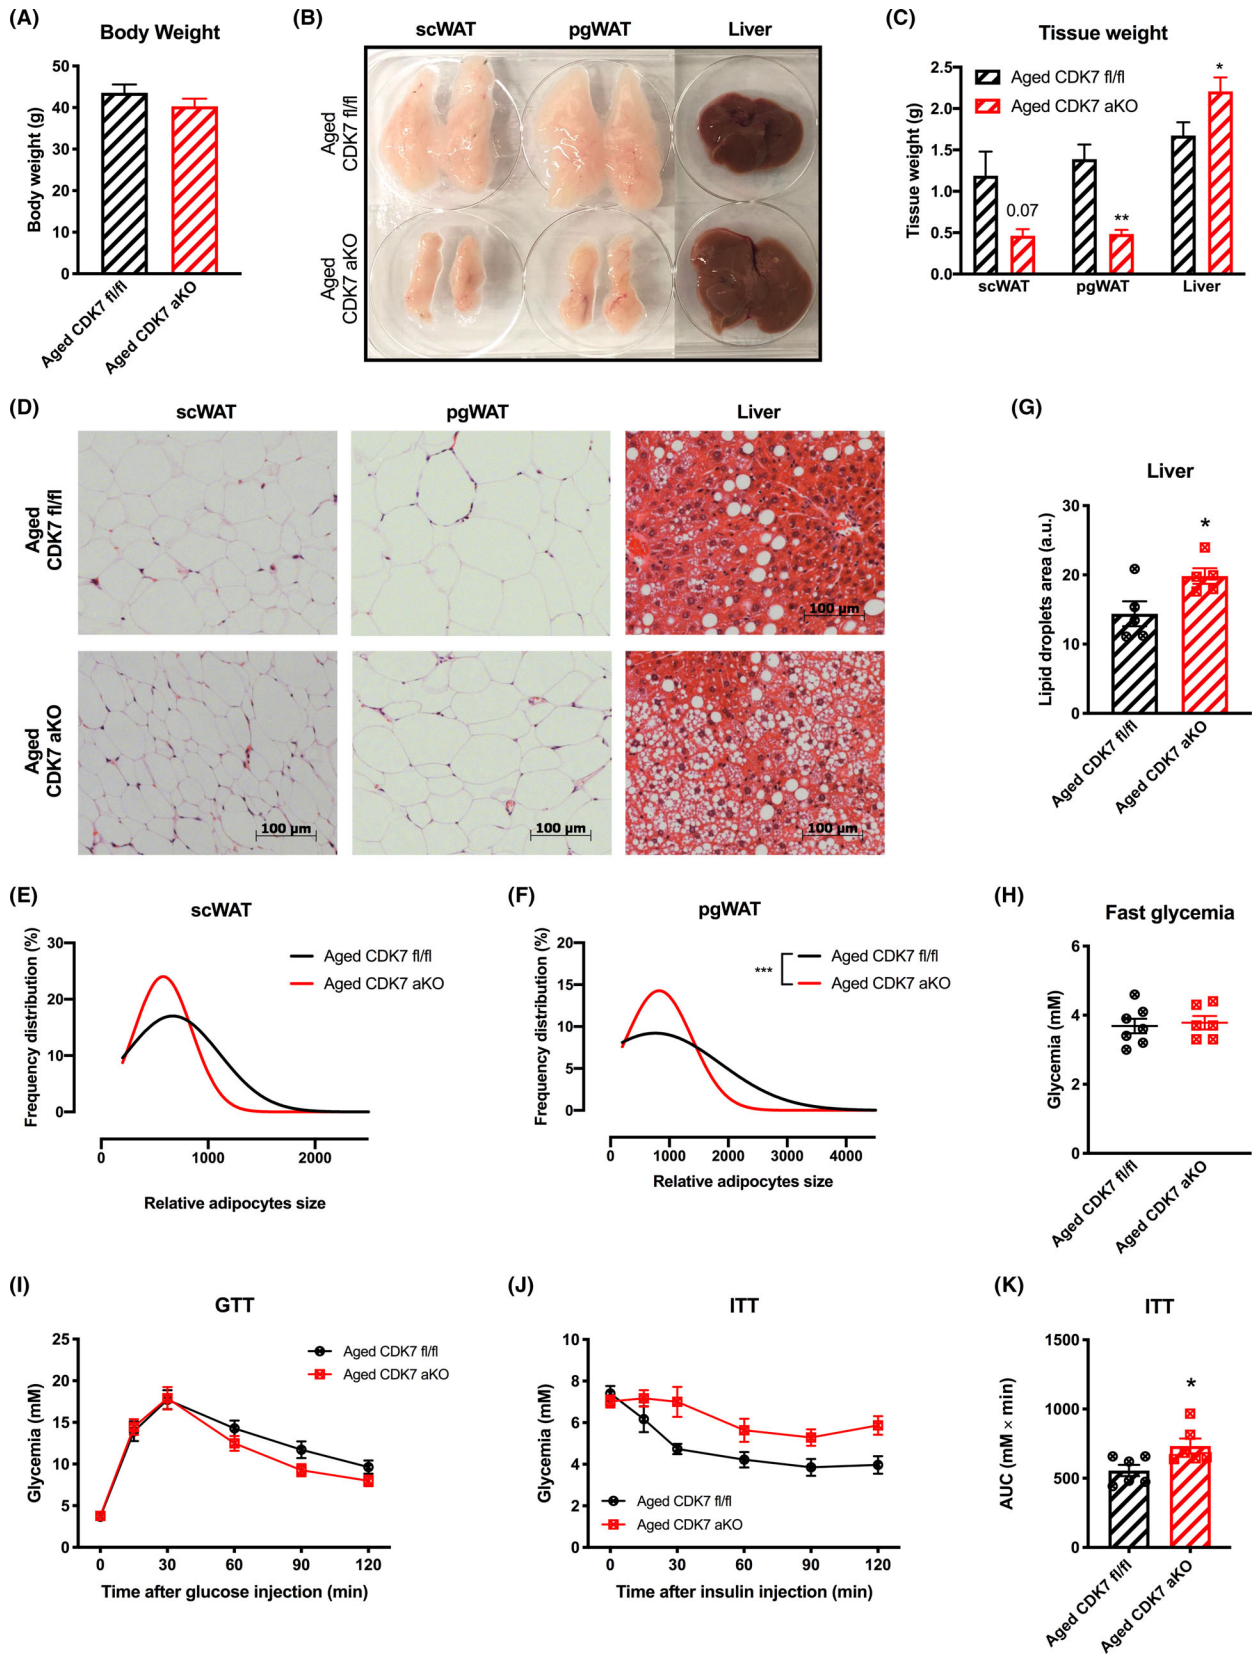 (A)
Body Weight
Body weight (g)
50
40
30
20
10
0
Aged CDK7 fl/fl
Aged CDK7 aKO
(B)
scWAT
pgWAT
Liver
Aged
CDK7 fl/fl
Aged
CDK7 aKO
(C)
Tissue weight
Tissue weight (g)
2.5
2.0
1.5
1.0
0.5
0.0
Aged CDK7 fl/fl
Aged CDK7 aKO
0.07
**
*
scWAT
pgWAT
Liver
(D)
scWAT
pgWAT
Liver
Aged
CDK7 fl/fl
100 µm
Aged
CDK7 aKO
100 µm
100 µm
100 µm
(G)
Liver
Lipid droplets area (a.u.)
30
20
10
0
*
Aged CDK7 fl/fl
Aged CDK7 aKO
(E)
scWAT
Frequency distribution (%)
30
20
10
0
Aged CDK7 fl/fl
Aged CDK7 aKO
0
1000
2000
Relative adipocytes size
(F)
pgWAT
Frequency distribution (%)
20
15
10
5
0
***
Aged CDK7 fl/fl
Aged CDK7 aKO
0
1000
2000
3000
4000
Relative adipocytes size
(H)
Fast glycemia
Glycemia (mM)
6
4
2
0
Aged CDK7 fl/fl
Aged CDK7 aKO
(I)
GTT
Glycemia (mM)
25
20
15
10
5
0
Aged CDK7 fl/fl
Aged CDK7 aKO
0
30
60
90
120
Time after glucose injection (min)
(J)
ITT
Glycemia (mM)
10
8
6
4
2
0
Aged CDK7 fl/fl
Aged CDK7 aKO
0
30
60
90
120
Time after insulin injection (min)
(K)
ITT
AUC (mM × min)
1500
1000
500
0
*
Aged CDK7 fl/fl
Aged CDK7 aKO